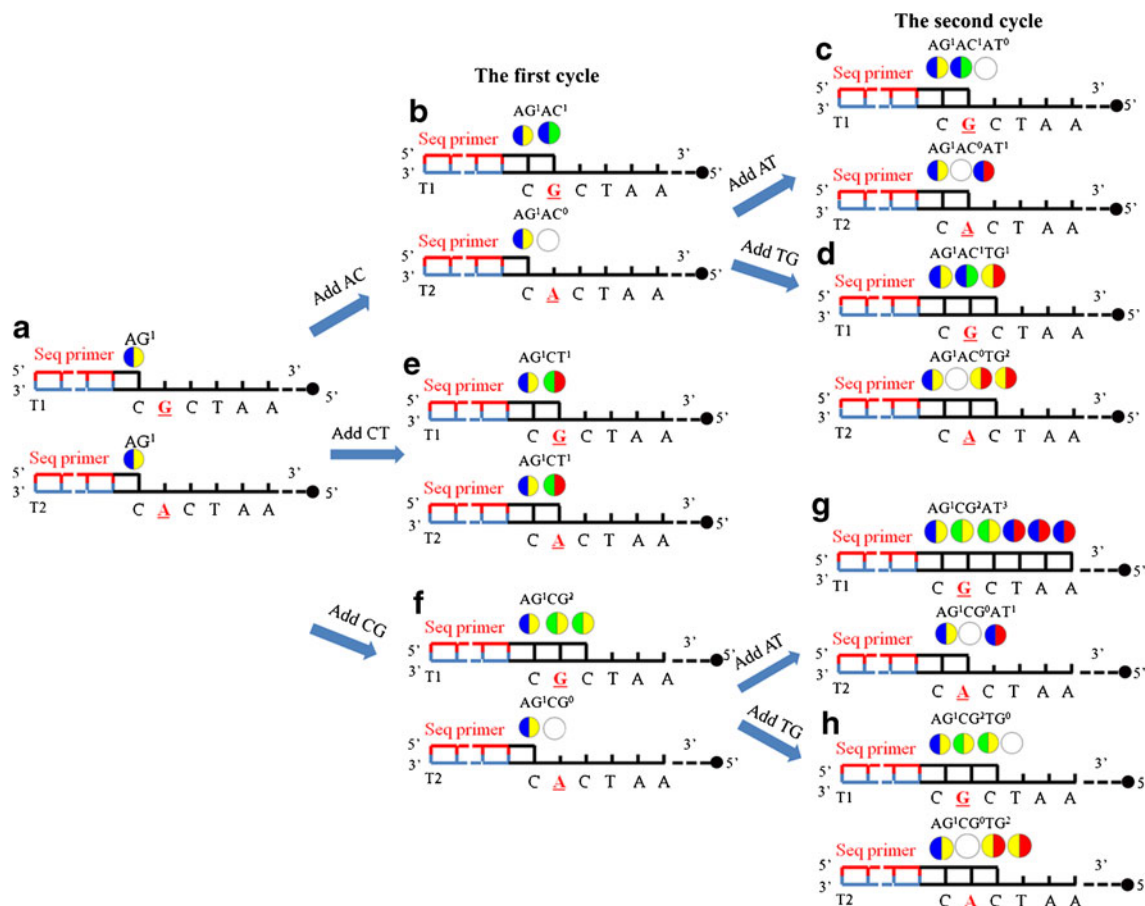 The first cycle
The second cycle
a
AG¹
Seq primer
5’
3’
3’
5’
T1
C G C T A A
AG¹
Seq primer
5’
3’
3’
5’
T2
C A C T A A
Add AC
Add CT
Add CG
b
AG¹AC¹
Seq primer
5’
3’
3’
5’
T1
C G C T A A
AG¹AC⁰
Seq primer
5’
3’
3’
5’
T2
C A C T A A
Add AT
Add TG
c
AG¹AC¹AT⁰
Seq primer
5’
3’
3’
5’
T1
C G C T A A
AG¹AC⁰AT¹
Seq primer
5’
3’
3’
5’
T2
C A C T A A
d
AG¹AC¹TG¹
Seq primer
5’
3’
3’
5’
T1
C G C T A A
AG¹AC⁰TG²
Seq primer
5’
3’
3’
5’
T2
C A C T A A
e
AG¹CT¹
Seq primer
5’
3’
3’
5’
T1
C G C T A A
AG¹CT¹
Seq primer
5’
3’
3’
5’
T2
C A C T A A
f
AG¹CG²
Seq primer
5’
3’
3’
5’
T1
C G C T A A
AG¹CG⁰
Seq primer
5’
3’
3’
5’
T2
C A C T A A
Add AT
Add TG
g
AG¹CG²AT³
Seq primer
5’
3’
3’
5’
T1
C G C T A A
AG¹CG⁰AT¹
Seq primer
5’
3’
3’
5’
T2
C A C T A A
h
AG¹CG²TG⁰
Seq primer
5’
3’
3’
5’
T1
C G C T A A
AG¹CG⁰TG²
Seq primer
5’
3’
3’
5
T2
C A C T A A